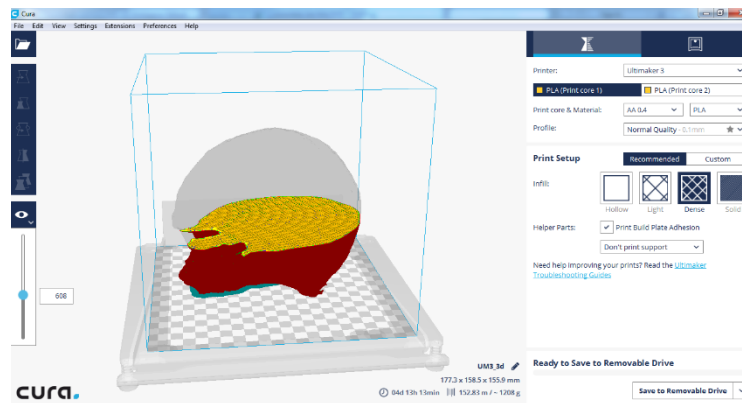 Cura
File Edit View Settings Extensions Preferences Help
Printer: Ultimaker 3
PLA (Print core 1) PLA (Print core 2)
Print core & Material: AA 0.4 PLA
Profile: Normal Quality - 0.1mm
Print Setup Recommended Custom
Infill:
Hollow Light Dense Solid
Helper Parts: Print Build Plate Adhesion
Don't print support
Need help improving your prints? Read the Ultimaker
Troubleshooting Guides
608
UM3_3d
177.3 x 158.5 x 155.9 mm
04d 13h 13min 152.83 m / ~ 1208 g
Ready to Save to Removable Drive
Save to Removable Drive
cura.